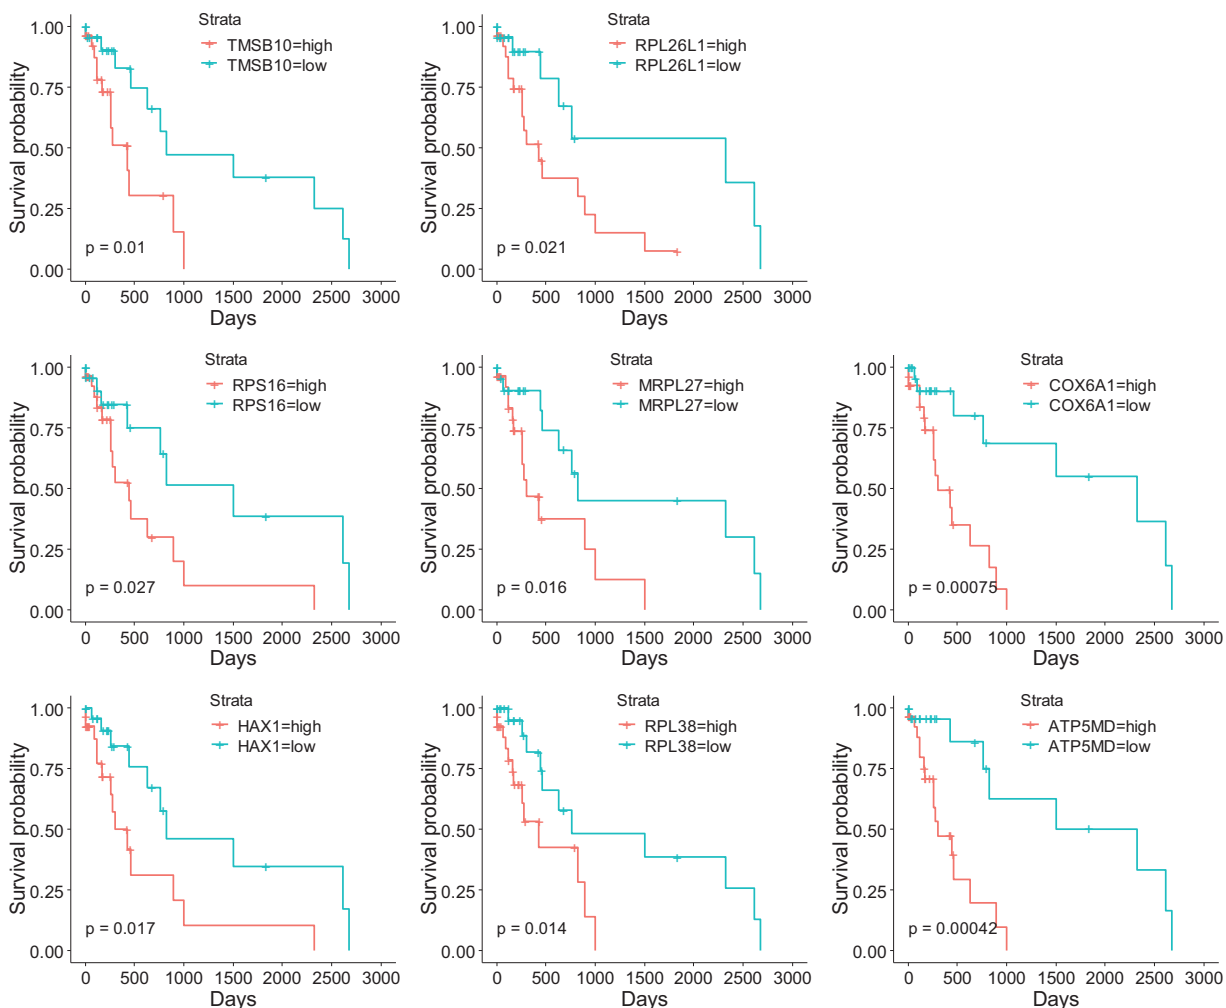 Strata
TMSB10=high
TMSB10=low
Survival probability
1.00
0.75
0.50
0.25
0.00
p = 0.01
0 500 1000 1500 2000 2500 3000
Days
Strata
RPL26L1=high
RPL26L1=low
Survival probability
1.00
0.75
0.50
0.25
0.00
p = 0.021
0 500 1000 1500 2000 2500 3000
Days
Strata
RPS16=high
RPS16=low
Survival probability
1.00
0.75
0.50
0.25
0.00
p = 0.027
0 500 1000 1500 2000 2500 3000
Days
Strata
MRPL27=high
MRPL27=low
Survival probability
1.00
0.75
0.50
0.25
0.00
p = 0.016
0 500 1000 1500 2000 2500 3000
Days
Strata
COX6A1=high
COX6A1=low
Survival probability
1.00
0.75
0.50
0.25
0.00
p = 0.00075
0 500 1000 1500 2000 2500 3000
Days
Strata
HAX1=high
HAX1=low
Survival probability
1.00
0.75
0.50
0.25
0.00
p = 0.017
0 500 1000 1500 2000 2500 3000
Days
Strata
RPL38=high
RPL38=low
Survival probability
1.00
0.75
0.50
0.25
0.00
p = 0.014
0 500 1000 1500 2000 2500 3000
Days
Strata
ATP5MD=high
ATP5MD=low
Survival probability
1.00
0.75
0.50
0.25
0.00
p = 0.00042
0 500 1000 1500 2000 2500 3000
Days